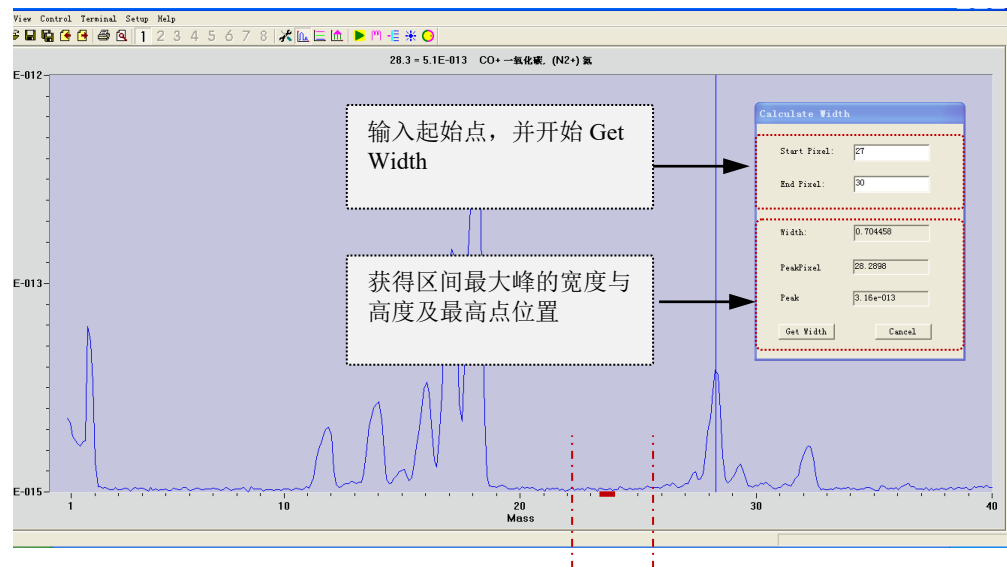 View Control Terminal Setup Help
1 2 3 4 5 6 7 8
28.3 = 5.1E-013 CO+ 一氧化碳, (N2+) 氮
E-012
E-013
E-015
1 10 20 30 40
Mass
输入起始点，并开始 Get
Width
获得区间最大峰的宽度与
高度及最高点位置
Calculate Width
Start Pixel: 27
End Pixel: 30
Width: 0.704458
PeakPixel 28.2898
Peak 3.16e-013
Get Width Cancel